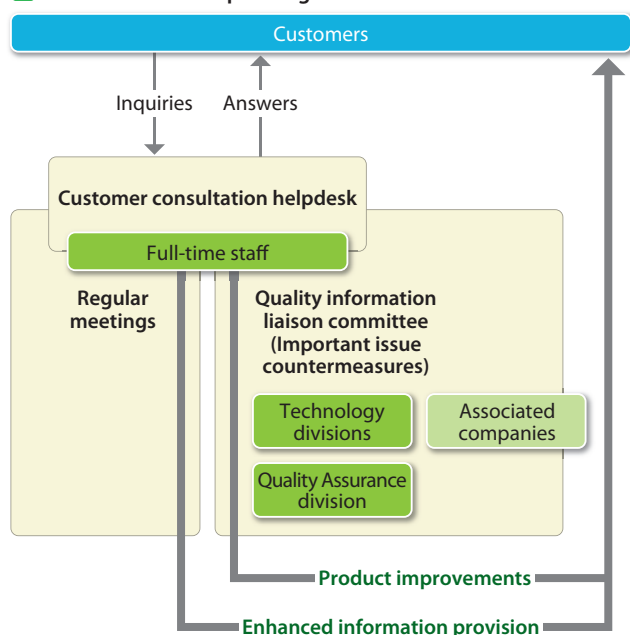 Customers
Inquiries
Answers
Customer consultation helpdesk
Full-time staff
Regular
meetings
Quality information
liaison committee
(Important issue
countermeasures)
Technology
divisions
Associated
companies
Quality Assurance
division
Product improvements
Enhanced information provision